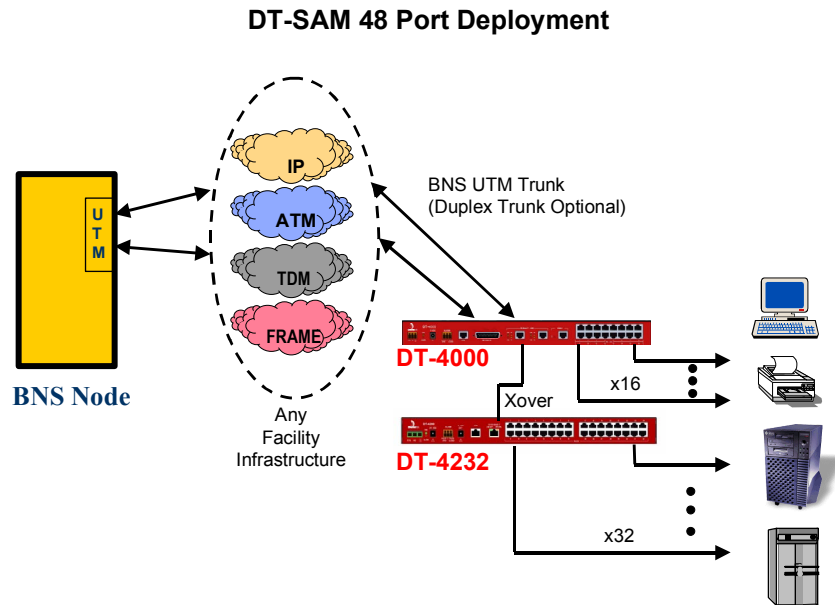 DT-SAM 48 Port Deployment
IP
ATM
TDM
FRAME
U
T
M
BNS Node
Any
Facility
Infrastructure
BNS UTM Trunk
(Duplex Trunk Optional)
DT-4000
x16
Xover
DT-4232
x32